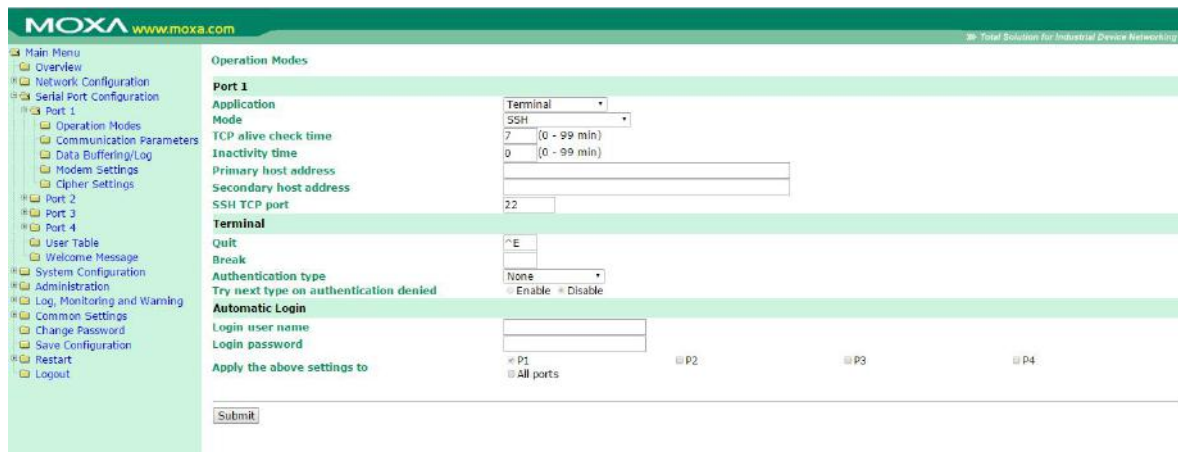 MOXA www.moxa.com
Total Solution for Industrial Device Networking
Main Menu
Overview
Network Configuration
Serial Port Configuration
Port 1
Operation Modes
Communication Parameters
Data Buffering/Log
Modem Settings
Cipher Settings
Port 2
Port 3
Port 4
User Table
Welcome Message
System Configuration
Administration
Log, Monitoring and Warning
Common Settings
Change Password
Save Configuration
Restart
Logout
Operation Modes
Port 1
Application Terminal
Mode SSH
TCP alive check time 7 (0 - 99 min)
Inactivity time 0 (0 - 99 min)
Primary host address
Secondary host address
SSH TCP port 22
Terminal
Quit ^E
Break
Authentication type None
Try next type on authentication denied Enable Disable
Automatic Login
Login user name
Login password
Apply the above settings to P1 P2 P3 P4
All ports
Submit